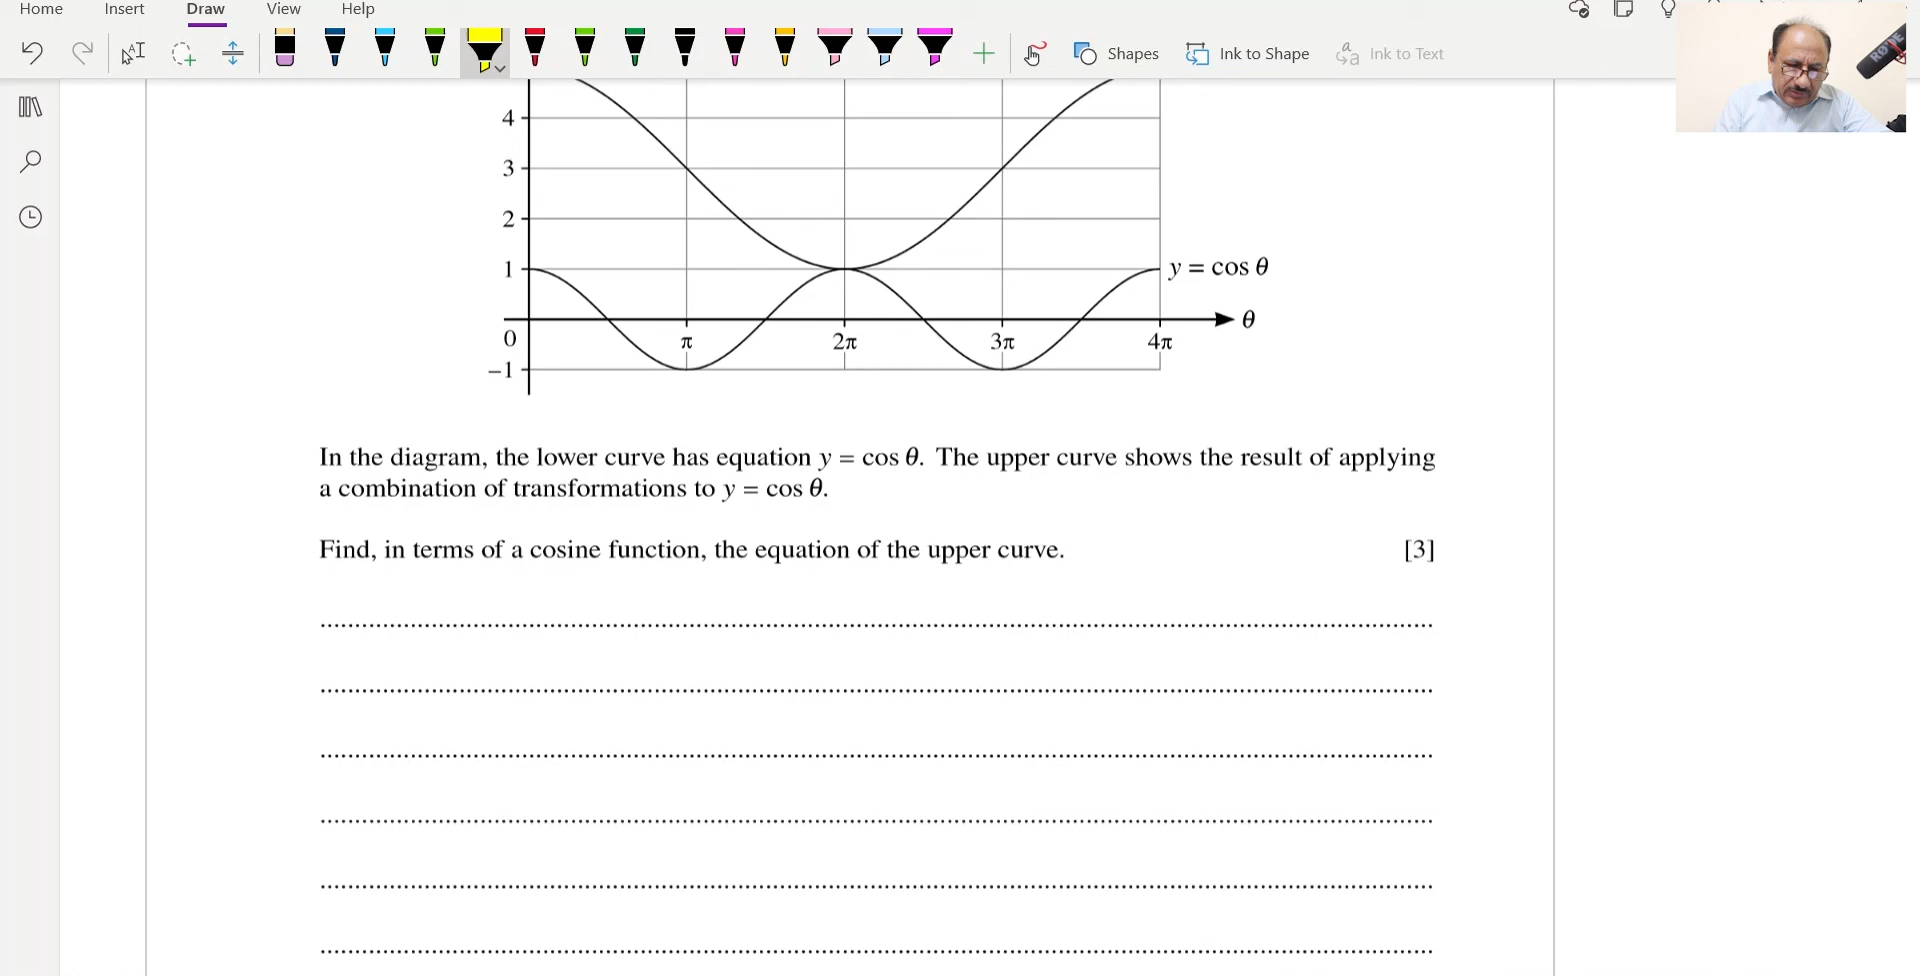 Home Insert Draw View Help
Shapes Ink to Shape Ink to Text
RØDE
4
3
2
1
y = cos θ
θ
0 π 2π 3π 4π
−1
In the diagram, the lower curve has equation y = cos θ. The upper curve shows the result of applying
a combination of transformations to y = cos θ.
Find, in terms of a cosine function, the equation of the upper curve. [3]